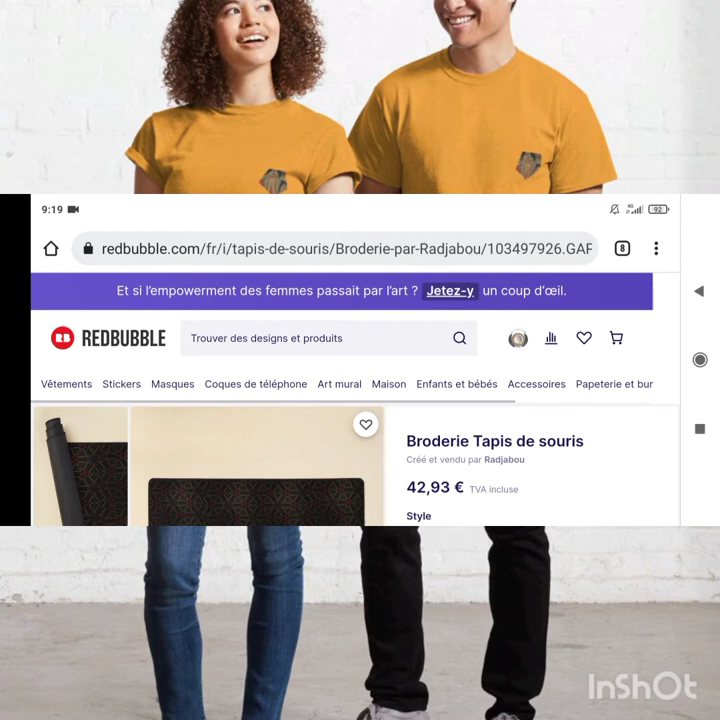 9:19
4G
92
redbubble.com/fr/i/tapis-de-souris/Broderie-par-Radjabou/103497926.GAF
8
Et si l'empowerment des femmes passait par l'art ? Jetez-y un coup d'œil.
RB REDBUBBLE
Trouver des designs et produits
Vêtements Stickers Masques Coques de téléphone Art mural Maison Enfants et bébés Accessoires Papeterie et bur
Broderie Tapis de souris
Créé et vendu par Radjabou
42,93 € TVA incluse
Style
InShOt